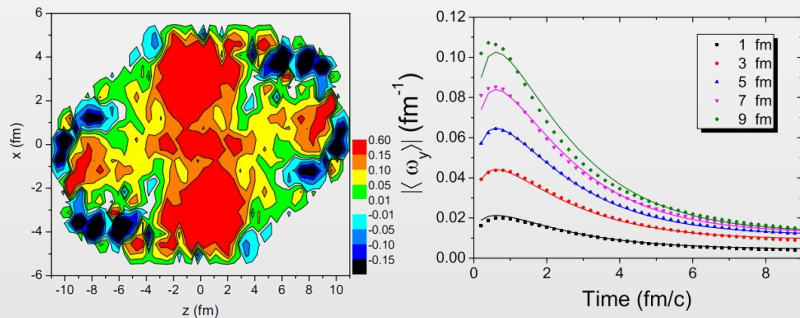 6
4
2
0
-2
-4
-6
x (fm)
-10 -8 -6 -4 -2 0 2 4 6 8 10
z (fm)
0.60
0.15
0.10
0.05
0.01
-0.01
-0.05
-0.10
-0.15
0.12
0.10
0.08
0.06
0.04
0.02
0.00
|⟨ ω_y⟩| (fm⁻¹)
0 2 4 6 8
Time (fm/c)
1 fm
3 fm
5 fm
7 fm
9 fm